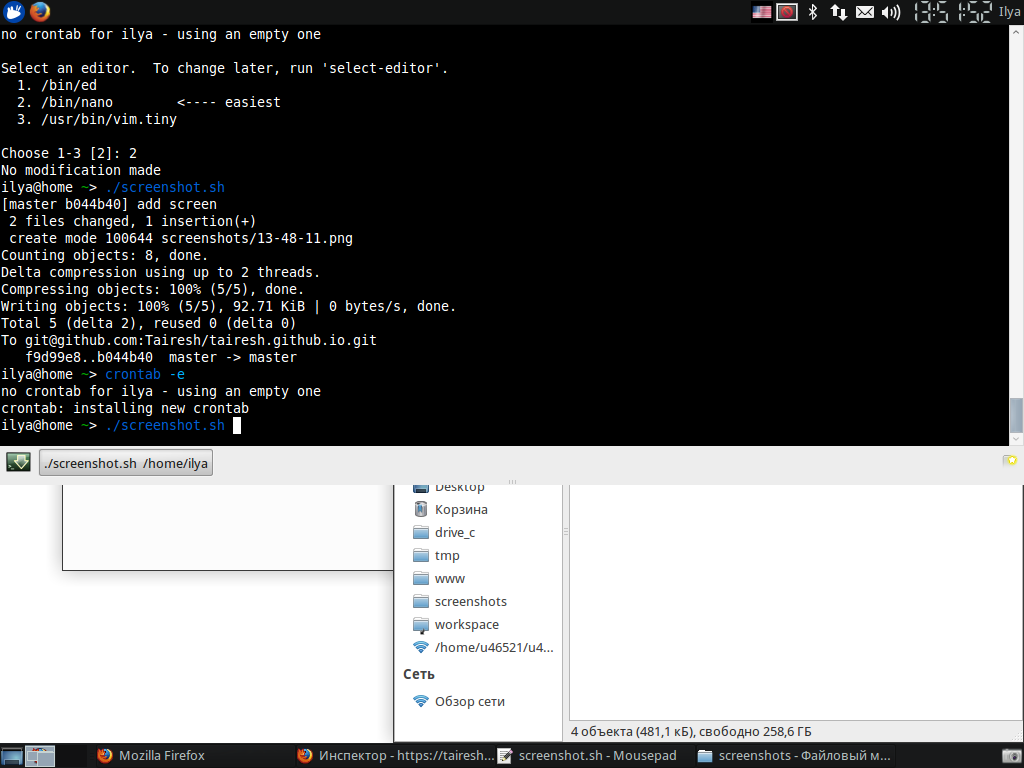 13:51:52 Ilya
no crontab for ilya - using an empty one
Select an editor.  To change later, run 'select-editor'.
  1. /bin/ed
  2. /bin/nano        <---- easiest
  3. /usr/bin/vim.tiny
Choose 1-3 [2]: 2
No modification made
ilya@home ~> ./screenshot.sh
[master b044b40] add screen
 2 files changed, 1 insertion(+)
 create mode 100644 screenshots/13-48-11.png
Counting objects: 8, done.
Delta compression using up to 2 threads.
Compressing objects: 100% (5/5), done.
Writing objects: 100% (5/5), 92.71 KiB | 0 bytes/s, done.
Total 5 (delta 2), reused 0 (delta 0)
To git@github.com:Tairesh/tairesh.github.io.git
   f9d99e8..b044b40  master -> master
ilya@home ~> crontab -e
no crontab for ilya - using an empty one
crontab: installing new crontab
ilya@home ~> ./screenshot.sh
./screenshot.sh /home/ilya
Desktop
Корзина
drive_c
tmp
www
screenshots
workspace
/home/u46521/u4...
Сеть
Обзор сети
4 объекта (481,1 кБ), свободно 258,6 ГБ
Mozilla Firefox
Инспектор - https://tairesh...
screenshot.sh - Mousepad
screenshots - Файловый м...